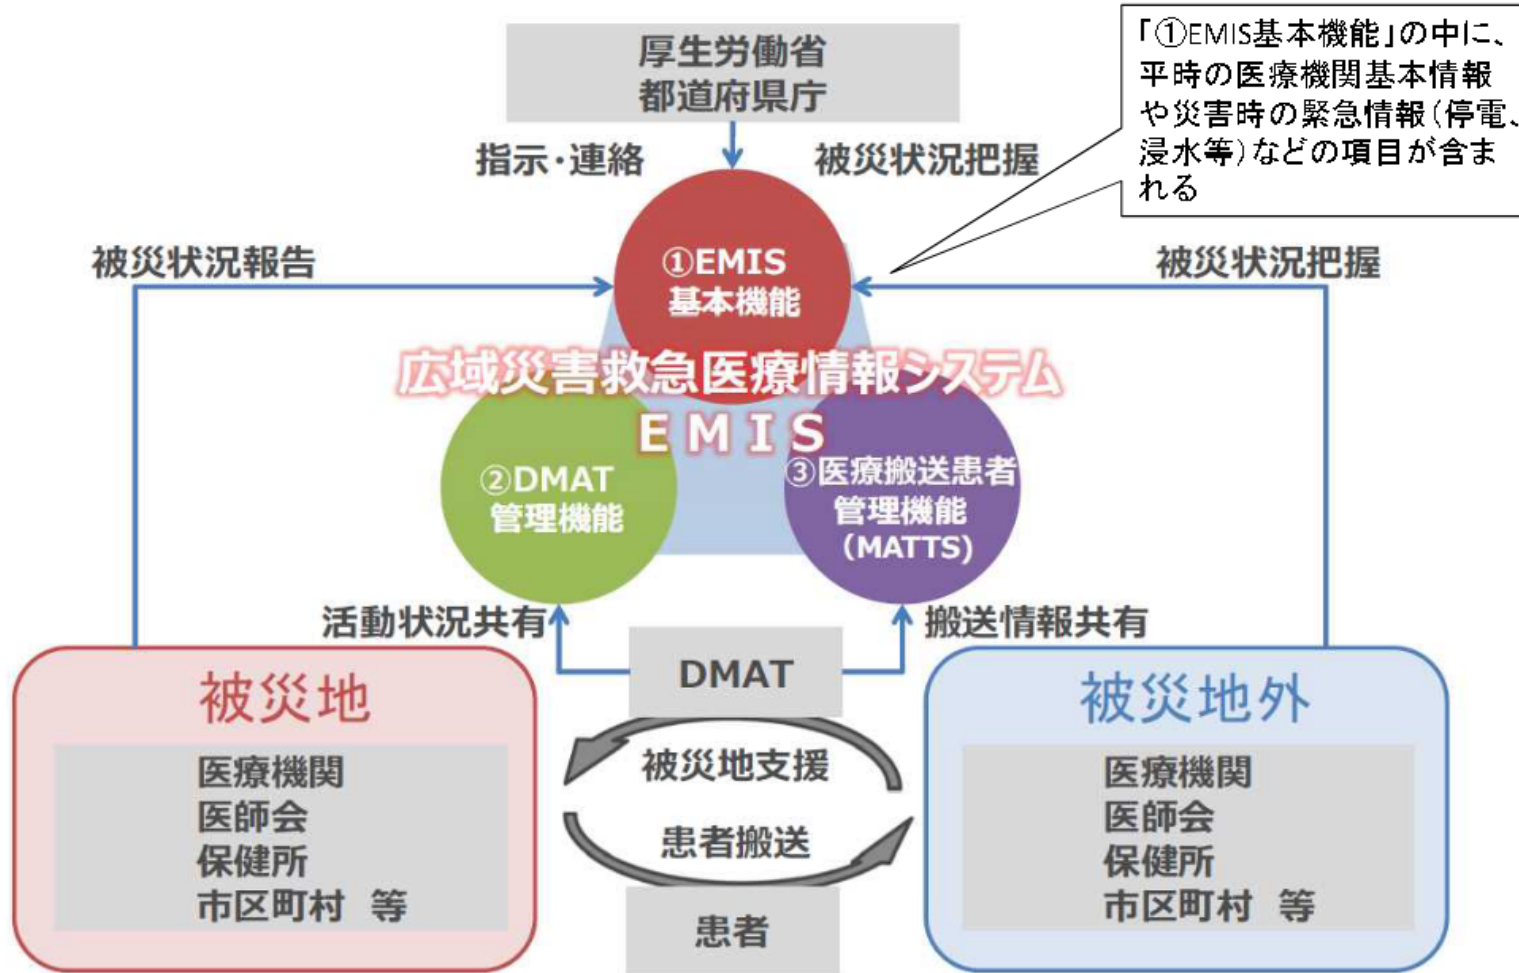 厚生労働省
都道府県庁
「①EMIS基本機能」の中に、
平時の医療機関基本情報
や災害時の緊急情報(停電、
浸水等)などの項目が含ま
れる
指示・連絡
被災状況把握
被災状況報告
①EMIS
基本機能
被災状況把握
広域災害救急医療情報システム
EMIS
②DMAT
管理機能
③医療搬送患者
管理機能
(MATTS)
活動状況共有
搬送情報共有
DMAT
被災地
医療機関
医師会
保健所
市区町村 等
被災地支援
患者搬送
患者
被災地外
医療機関
医師会
保健所
市区町村 等